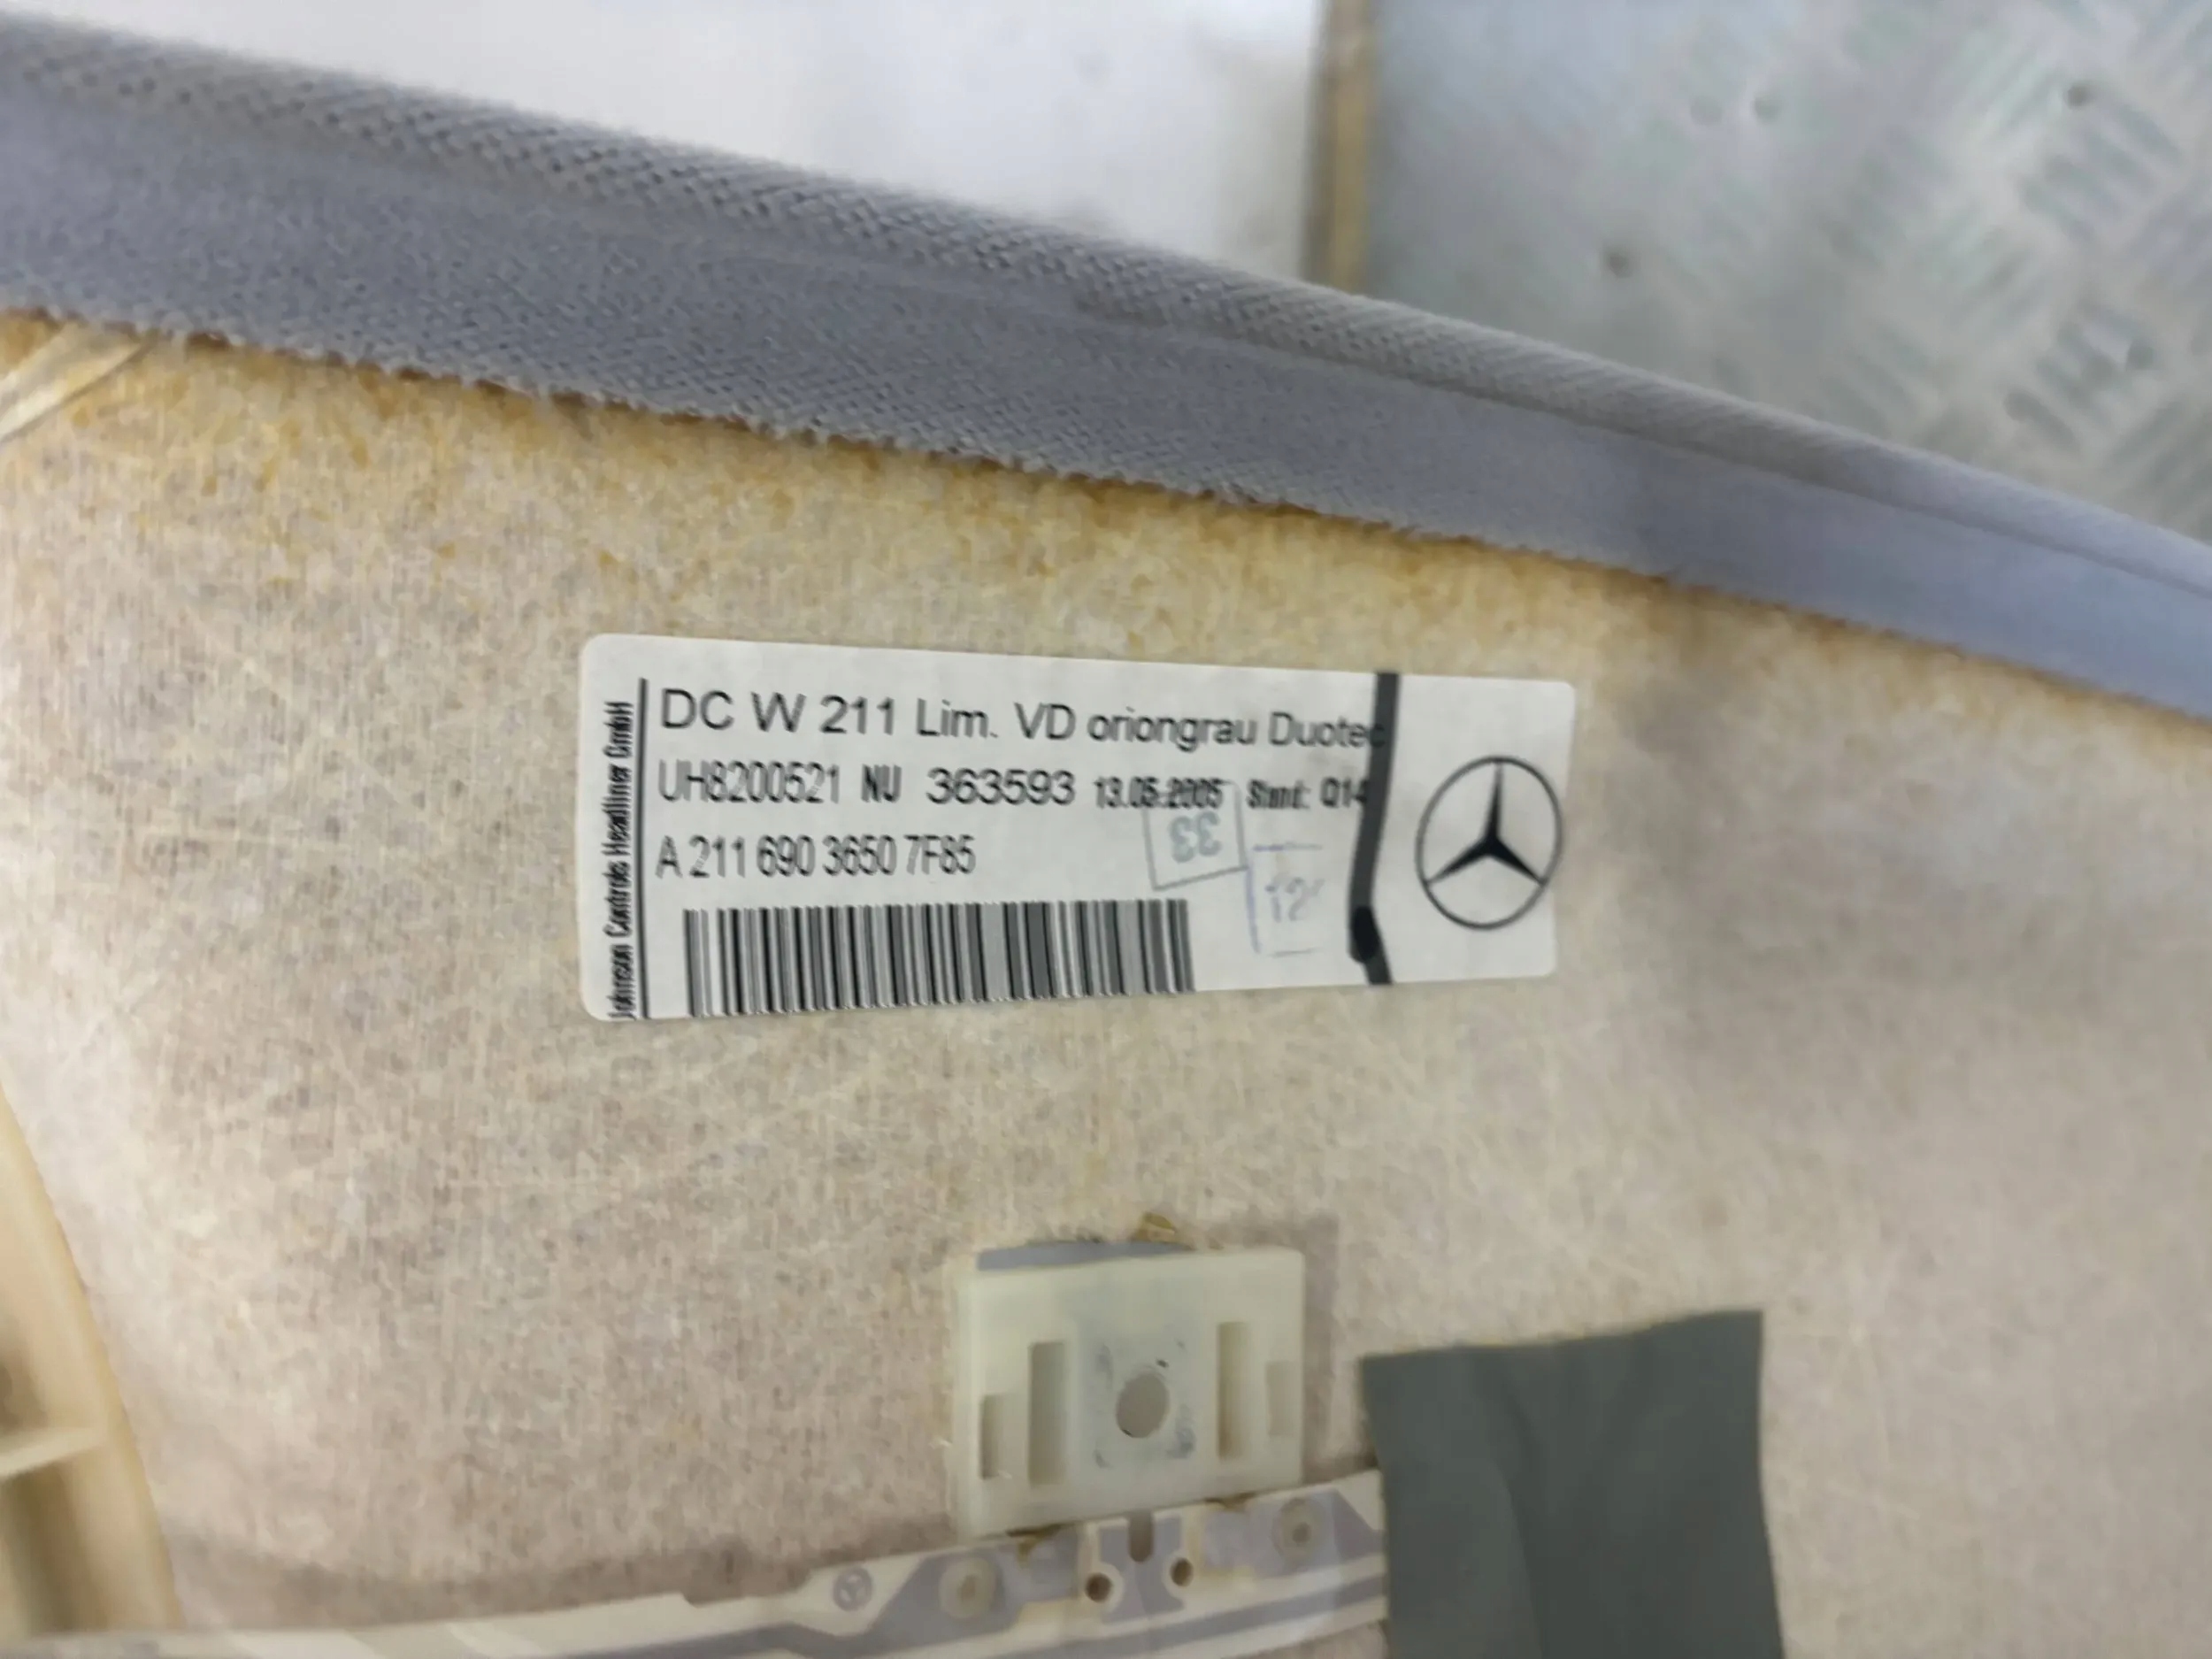 DC W 211 Lim. VD oriongrau Duotec
UH8200521 NU 363593 13.05.2005 Stand: Q14
A 211 690 3650 7F85
Johnson Controls Headliner GmbH
33
12